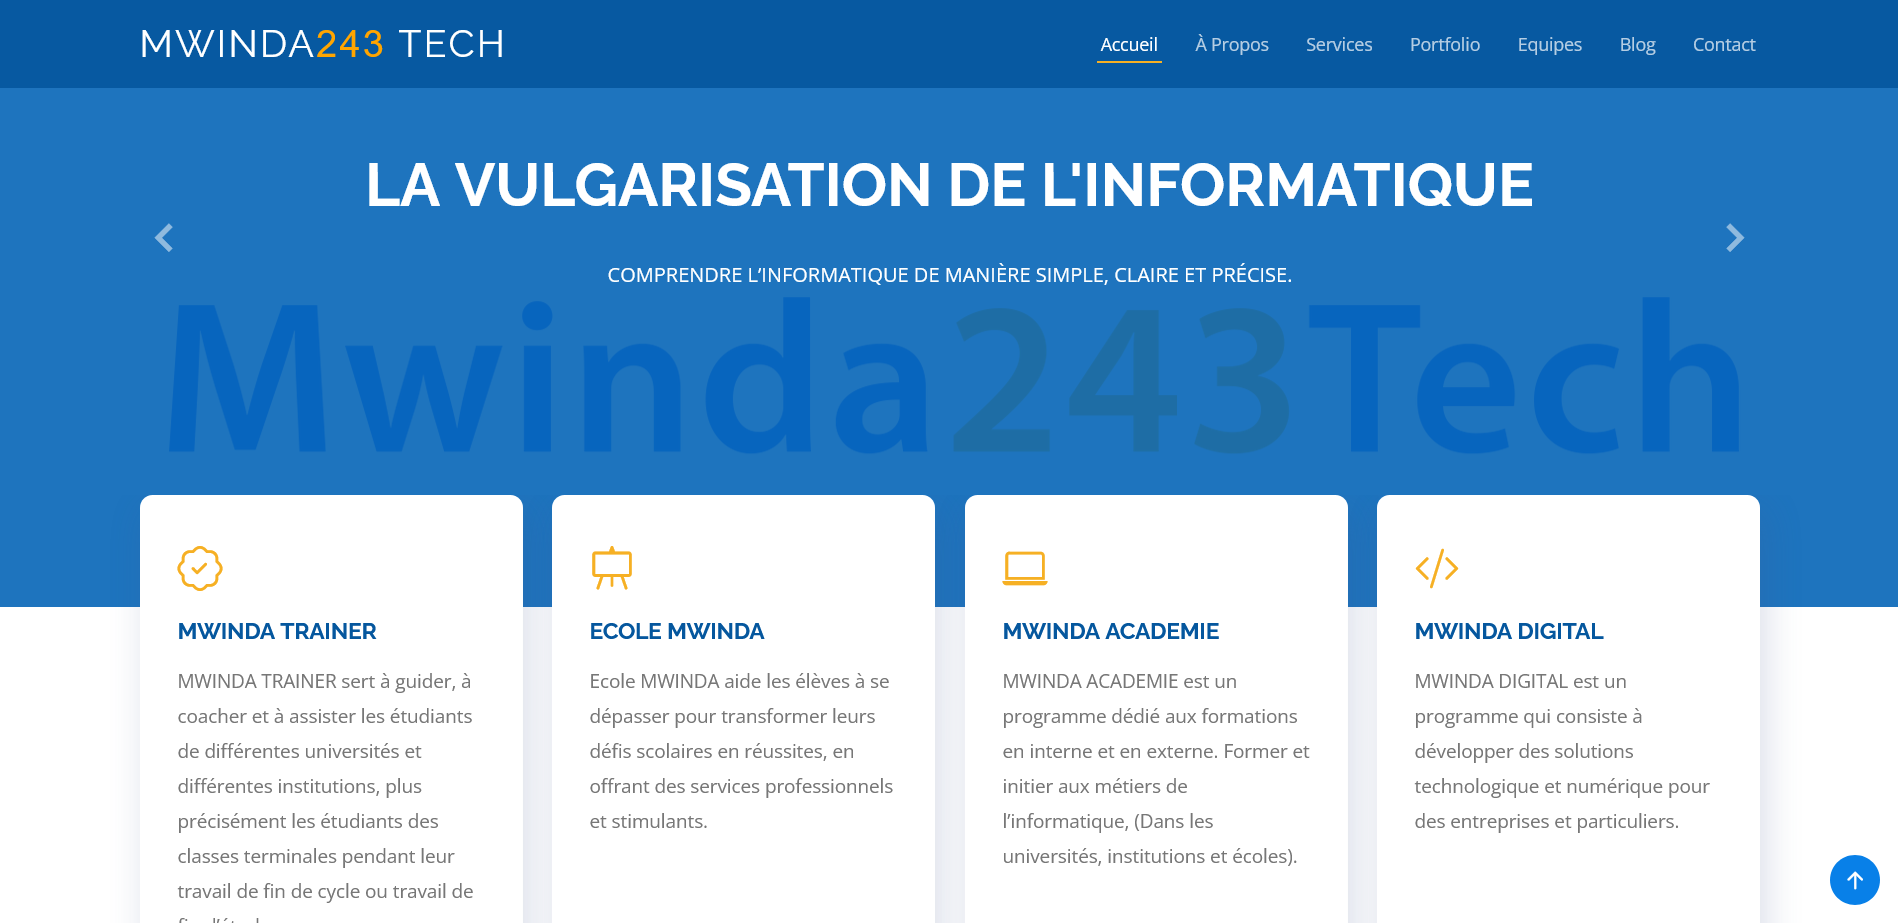 MWINDA243 TECH
Accueil À Propos Services Portfolio Equipes Blog Contact
LA VULGARISATION DE L'INFORMATIQUE
COMPRENDRE L’INFORMATIQUE DE MANIÈRE SIMPLE, CLAIRE ET PRÉCISE.
Mwinda243Tech
MWINDA TRAINER
MWINDA TRAINER sert à guider, à
coacher et à assister les étudiants
de différentes universités et
différentes institutions, plus
précisément les étudiants des
classes terminales pendant leur
travail de fin de cycle ou travail de
ECOLE MWINDA
Ecole MWINDA aide les élèves à se
dépasser pour transformer leurs
défis scolaires en réussites, en
offrant des services professionnels
et stimulants.
MWINDA ACADEMIE
MWINDA ACADEMIE est un
programme dédié aux formations
en interne et en externe. Former et
initier aux métiers de
l’informatique, (Dans les
universités, institutions et écoles).
MWINDA DIGITAL
MWINDA DIGITAL est un
programme qui consiste à
développer des solutions
technologique et numérique pour
des entreprises et particuliers.